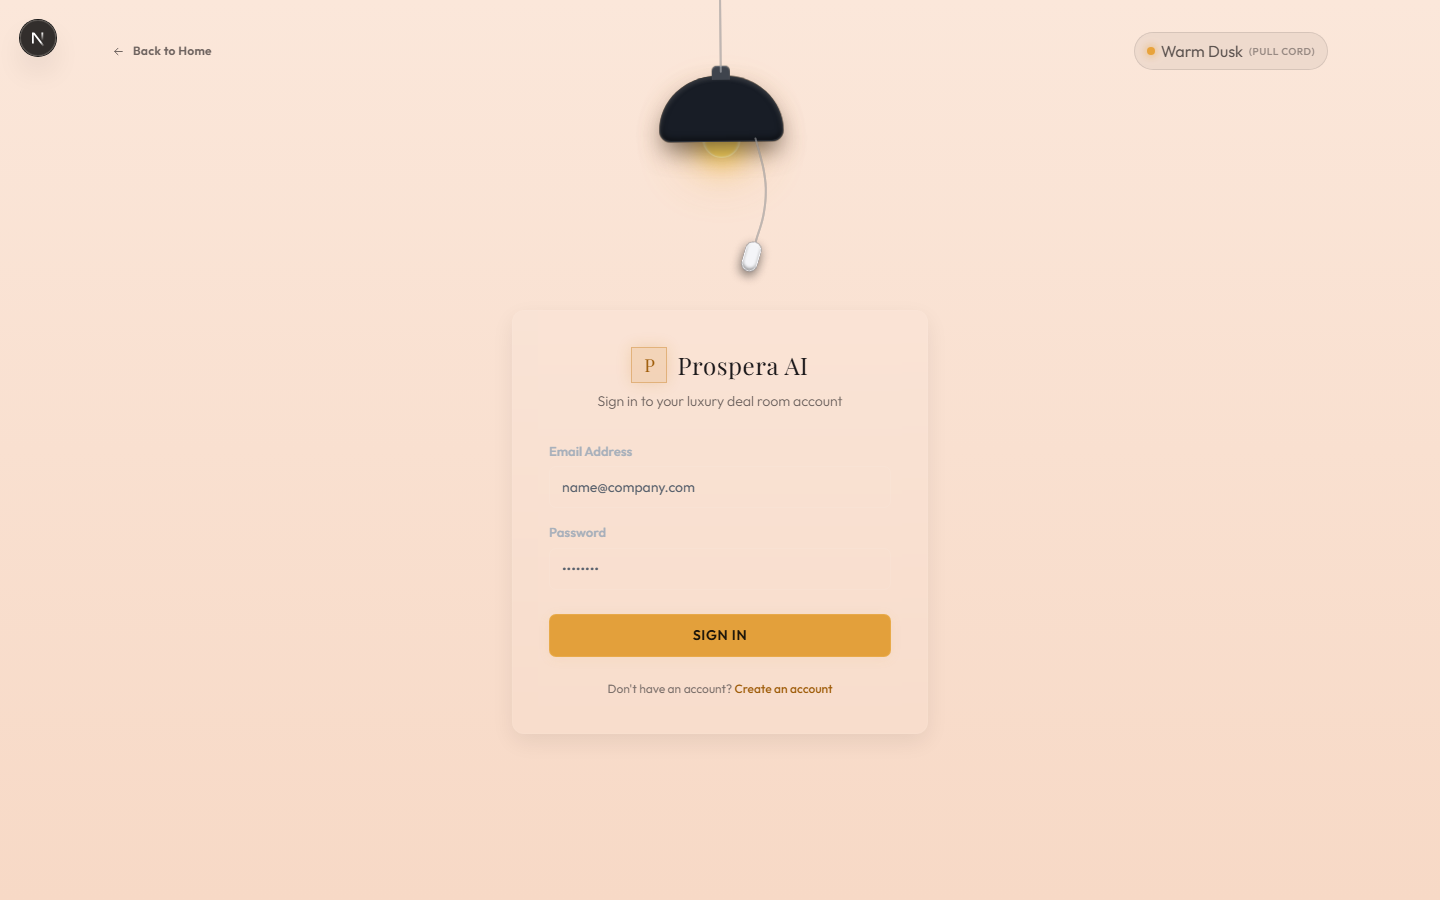 N
← Back to Home
Warm Dusk (PULL CORD)
P Prospera AI
Sign in to your luxury deal room account
Email Address
name@company.com
Password
••••••••
SIGN IN
Don't have an account? Create an account